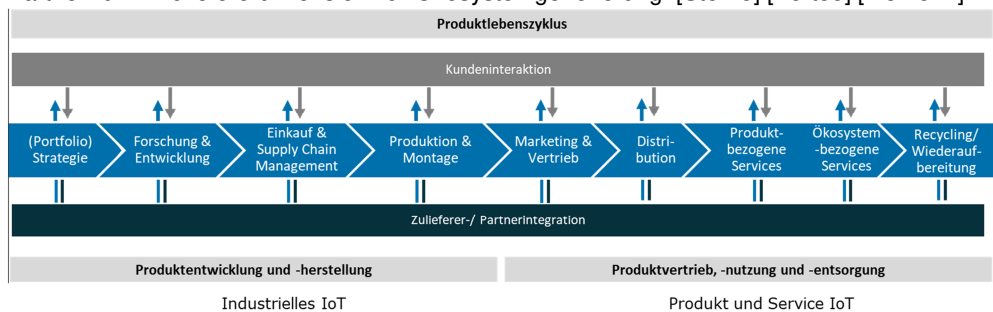 Produktlebenszyklus
Kundeninteraktion
(Portfolio)
Strategie
Forschung &
Entwicklung
Einkauf &
Supply Chain
Management
Produktion &
Montage
Marketing &
Vertrieb
Distri-
bution
Produkt-
bezogene
Services
Ökosystem
-bezogene
Services
Recycling/
Wiederauf-
bereitung
Zulieferer-/ Partnerintegration
Produktentwicklung und -herstellung
Produktvertrieb, -nutzung und -entsorgung
Industrielles IoT
Produkt und Service IoT